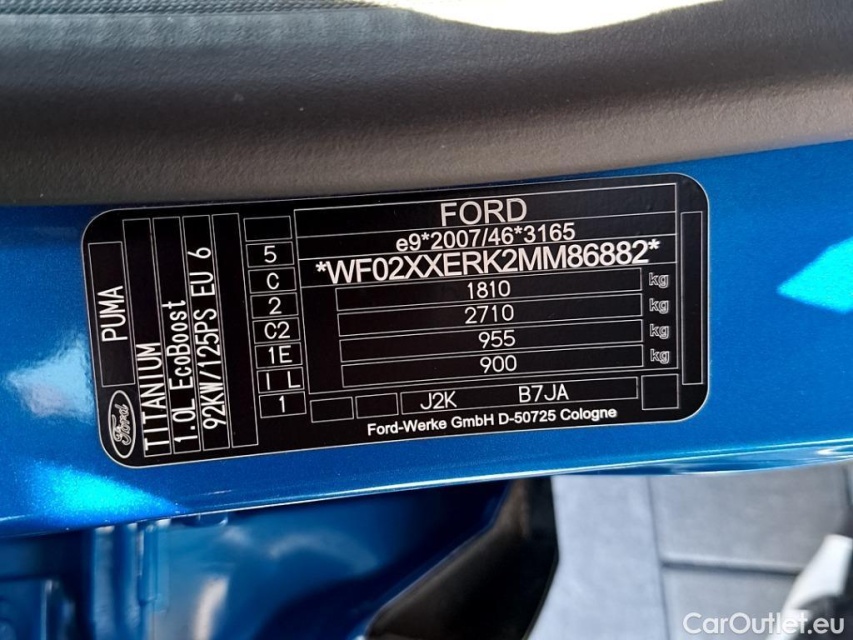 FORD
e9*2007/46*3165
*WF02XXERK2MM86882*
1810 kg
2710 kg
955 kg
900 kg
J2K B7JA
Ford-Werke GmbH D-50725 Cologne
5
C
2
C2
1E
I L
1
PUMA
Ford
TITANIUM
1.0L EcoBoost
92KW/125PS EU 6
CarOutlet.eu